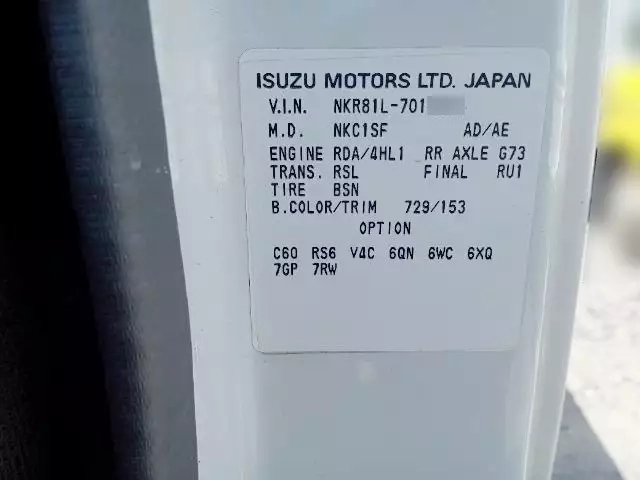 ISUZU MOTORS LTD. JAPAN
V.I.N. NKR81L-701
M.D. NKC1SF AD/AE
ENGINE RDA/4HL1 RR AXLE G73
TRANS. RSL FINAL RU1
TIRE BSN
B.COLOR/TRIM 729/153
OPTION
C60 RS6 V4C 6QN 6WC 6XQ
7GP 7RW